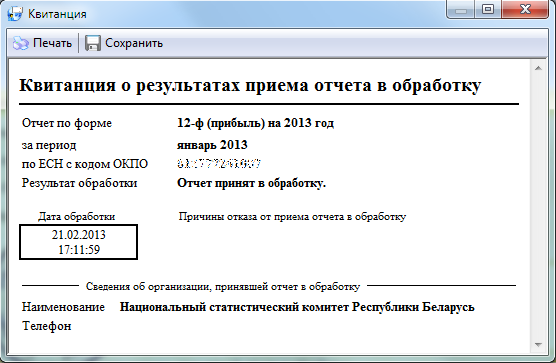 Квитанция
Печать Сохранить
Квитанция о результатах приема отчета в обработку
Отчет по форме 12-ф (прибыль) на 2013 год
за период январь 2013
по ЕСН с кодом ОКПО
Результат обработки Отчет принят в обработку.
Дата обработки Причины отказа от приема отчета в обработку
21.02.2013
17:11:59
Сведения об организации, принявшей отчет в обработку
Наименование Национальный статистический комитет Республики Беларусь
Телефон